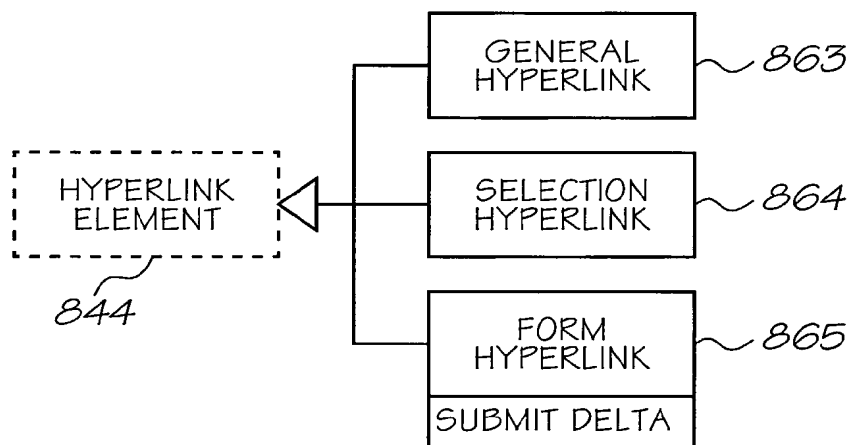 GENERAL
HYPERLINK
863
HYPERLINK
ELEMENT
844
SELECTION
HYPERLINK
864
FORM
HYPERLINK
865
SUBMIT DELTA